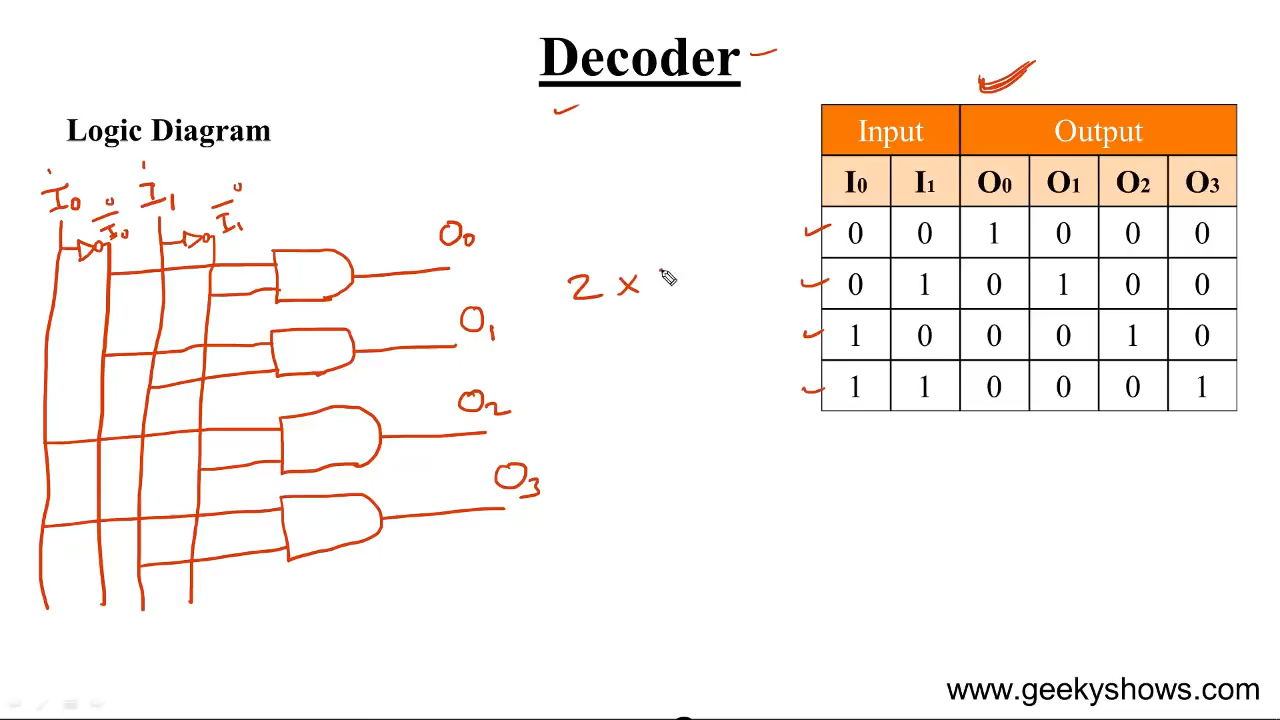 Decoder
Logic Diagram
I0 I̅0 I1 I̅1
O0
O1
O2
O3
2 ×
Input Output
I0 I1 O0 O1 O2 O3
0 0 1 0 0 0
0 1 0 1 0 0
1 0 0 0 1 0
1 1 0 0 0 1
www.geekyshows.com